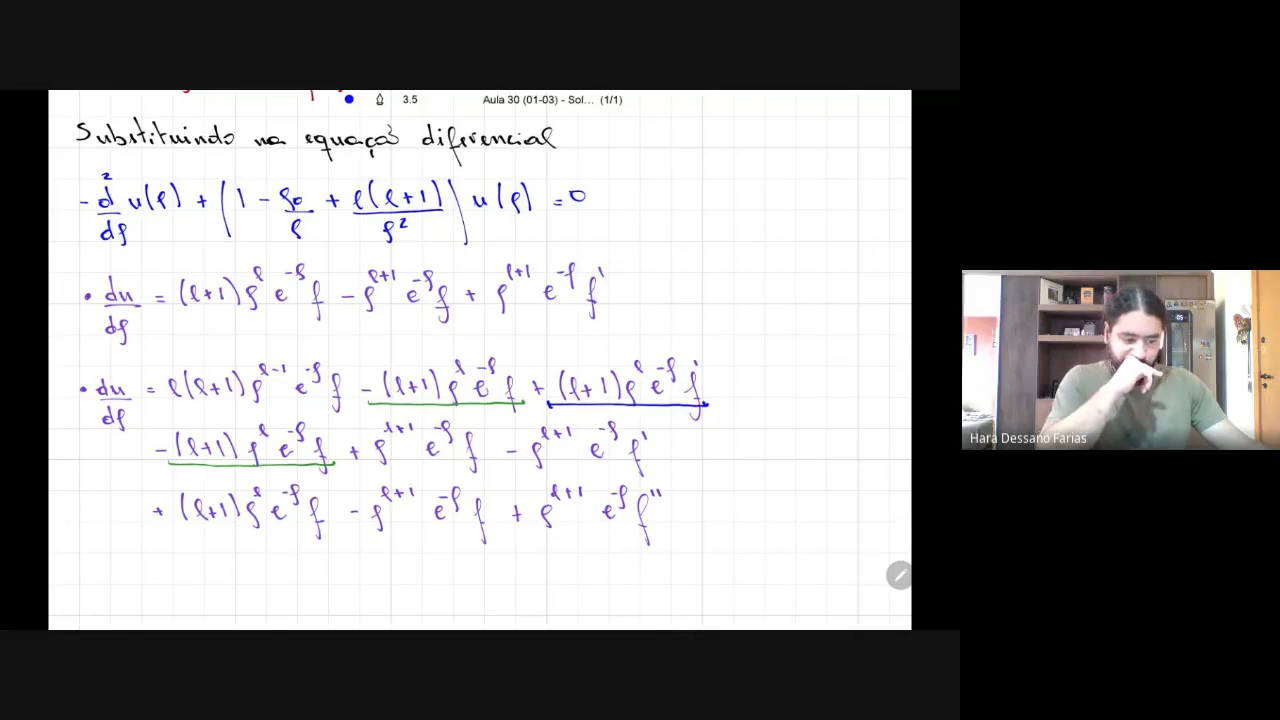 3.5 Aula 30 (01-03) - Sol... (1/1)
Substituindo na equação diferencial
- d²/dρ u(ρ) + (1 - ρ₀/ρ + ℓ(ℓ+1)/ρ²) u(ρ) = 0
• du/dρ = (ℓ+1) ρ^ℓ e^-ρ f - ρ^ℓ+1 e^-ρ f + ρ^ℓ+1 e^-ρ f'
• du/dρ = ℓ(ℓ+1) ρ^ℓ-1 e^-ρ f - (ℓ+1) ρ^ℓ e^-ρ f + (ℓ+1) ρ^ℓ e^-ρ f'
- (ℓ+1) ρ^ℓ e^-ρ f + ρ^ℓ+1 e^-ρ f - ρ^ℓ+1 e^-ρ f'
+ (ℓ+1) ρ^ℓ e^-ρ f - ρ^ℓ+1 e^-ρ f + ρ^ℓ+1 e^-ρ f''
Hara Dessano Farias